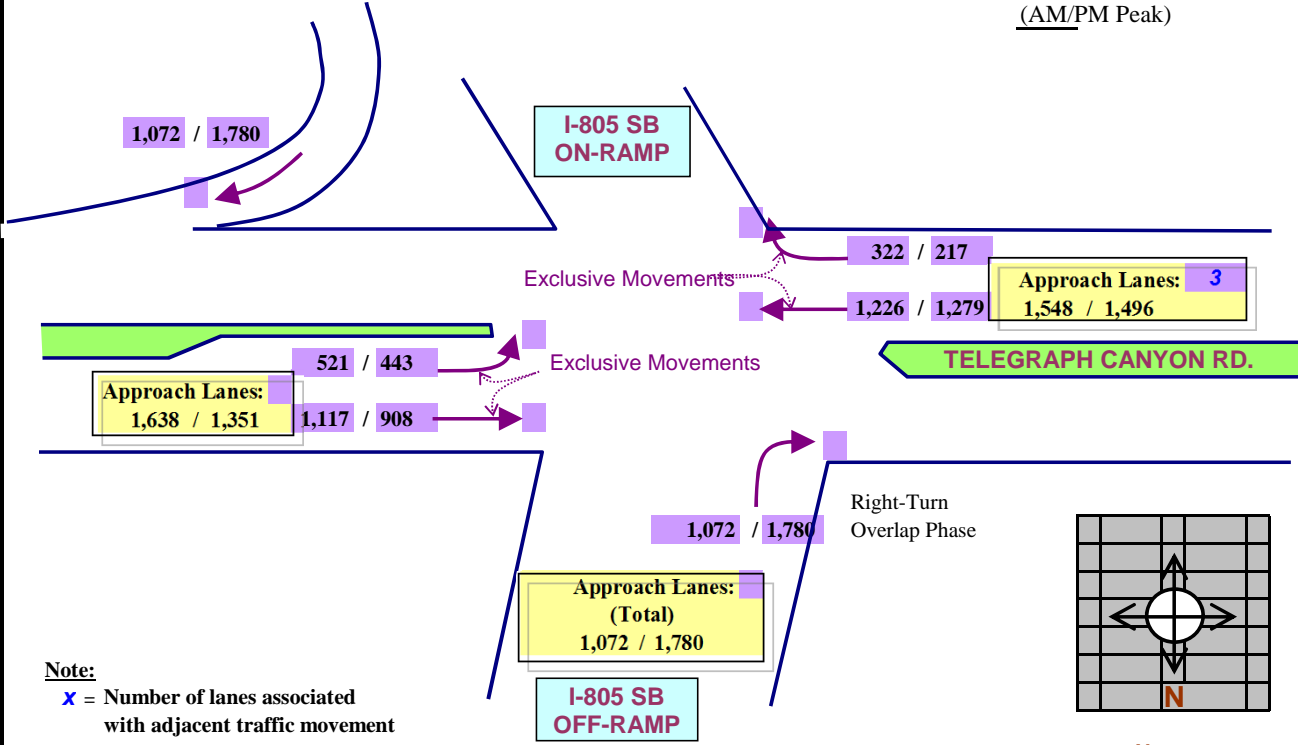 (AM/PM Peak)
1,072 / 1,780
I-805 SB
ON-RAMP
322 / 217
Exclusive Movements
Approach Lanes: 3
1,548 / 1,496
1,226 / 1,279
521 / 443
Exclusive Movements
TELEGRAPH CANYON RD.
Approach Lanes:
1,638 / 1,351
1,117 / 908
Right-Turn
Overlap Phase
1,072 / 1,780
Approach Lanes:
(Total)
1,072 / 1,780
Note:
x = Number of lanes associated
with adjacent traffic movement
I-805 SB
OFF-RAMP
N